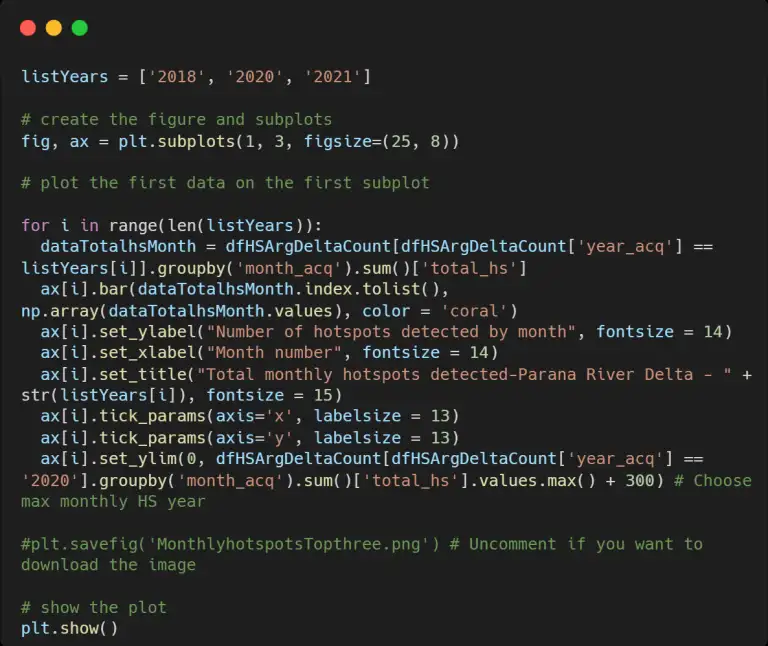 listYears = ['2018', '2020', '2021']
# create the figure and subplots
fig, ax = plt.subplots(1, 3, figsize=(25, 8))
# plot the first data on the first subplot
for i in range(len(listYears)):
  dataTotalhsMonth = dfHSArgDeltaCount[dfHSArgDeltaCount['year_acq'] ==
listYears[i]].groupby('month_acq').sum()['total_hs']
  ax[i].bar(dataTotalhsMonth.index.tolist(),
np.array(dataTotalhsMonth.values), color = 'coral')
  ax[i].set_ylabel("Number of hotspots detected by month", fontsize = 14)
  ax[i].set_xlabel("Month number", fontsize = 14)
  ax[i].set_title("Total monthly hotspots detected-Parana River Delta - " +
str(listYears[i]), fontsize = 15)
  ax[i].tick_params(axis='x', labelsize = 13)
  ax[i].tick_params(axis='y', labelsize = 13)
  ax[i].set_ylim(0, dfHSArgDeltaCount[dfHSArgDeltaCount['year_acq'] ==
'2020'].groupby('month_acq').sum()['total_hs'].values.max() + 300) # Choose
max monthly HS year
#plt.savefig('MonthlyhotspotsTopthree.png') # Uncomment if you want to
download the image
# show the plot
plt.show()